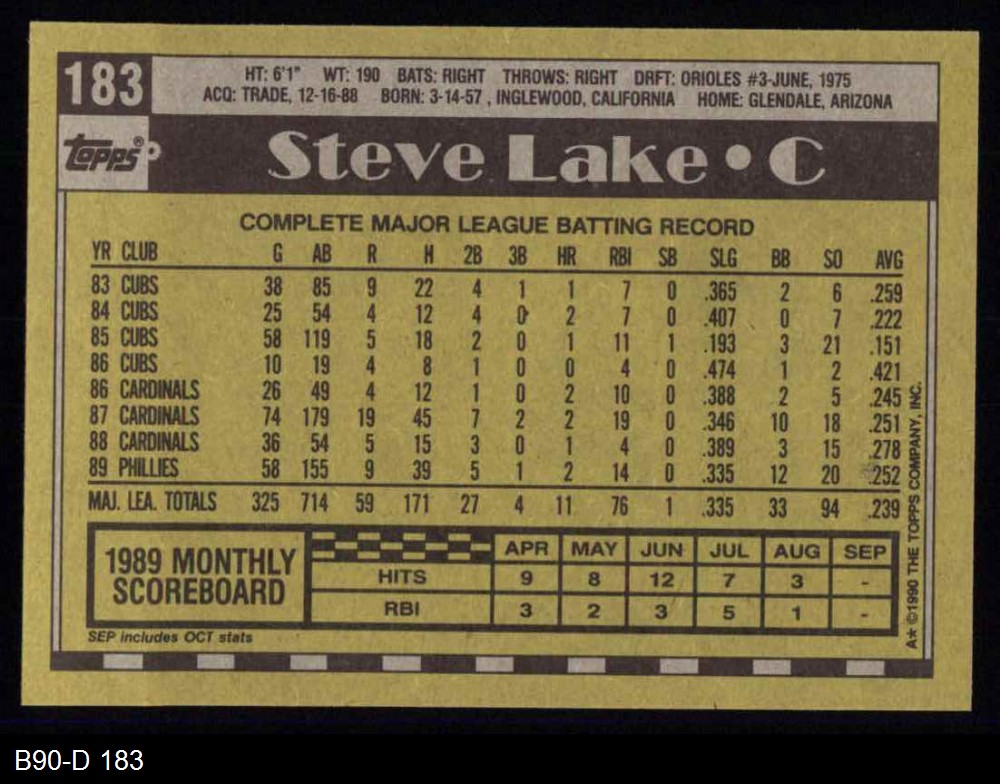 183
HT: 6'1" WT: 190 BATS: RIGHT THROWS: RIGHT DRFT: ORIOLES #3-JUNE, 1975
ACQ: TRADE, 12-16-88 BORN: 3-14-57 , INGLEWOOD, CALIFORNIA HOME: GLENDALE, ARIZONA
Topps®
Steve Lake • C
COMPLETE MAJOR LEAGUE BATTING RECORD
YR CLUB G AB R H 2B 3B HR RBI SB SLG BB SO AVG
83 CUBS 38 85 9 22 4 1 1 7 0 .365 2 6 .259
84 CUBS 25 54 4 12 4 0 2 7 0 .407 0 7 .222
85 CUBS 58 119 5 18 2 0 1 11 1 .193 3 21 .151
86 CUBS 10 19 4 8 1 0 0 4 0 .474 1 2 .421
86 CARDINALS 26 49 4 12 1 0 2 10 0 .388 2 5 .245
87 CARDINALS 74 179 19 45 7 2 2 19 0 .346 10 18 .251
88 CARDINALS 36 54 5 15 3 0 1 4 0 .389 3 15 .278
89 PHILLIES 58 155 9 39 5 1 2 14 0 .335 12 20 .252
MAJ. LEA. TOTALS 325 714 59 171 27 4 11 76 1 .335 33 94 .239
1989 MONTHLY
SCOREBOARD
APR MAY JUN JUL AUG SEP
HITS 9 8 12 7 3 -
RBI 3 2 3 5 1 -
SEP includes OCT stats
A* ©1990 THE TOPPS COMPANY, INC.
B90-D 183